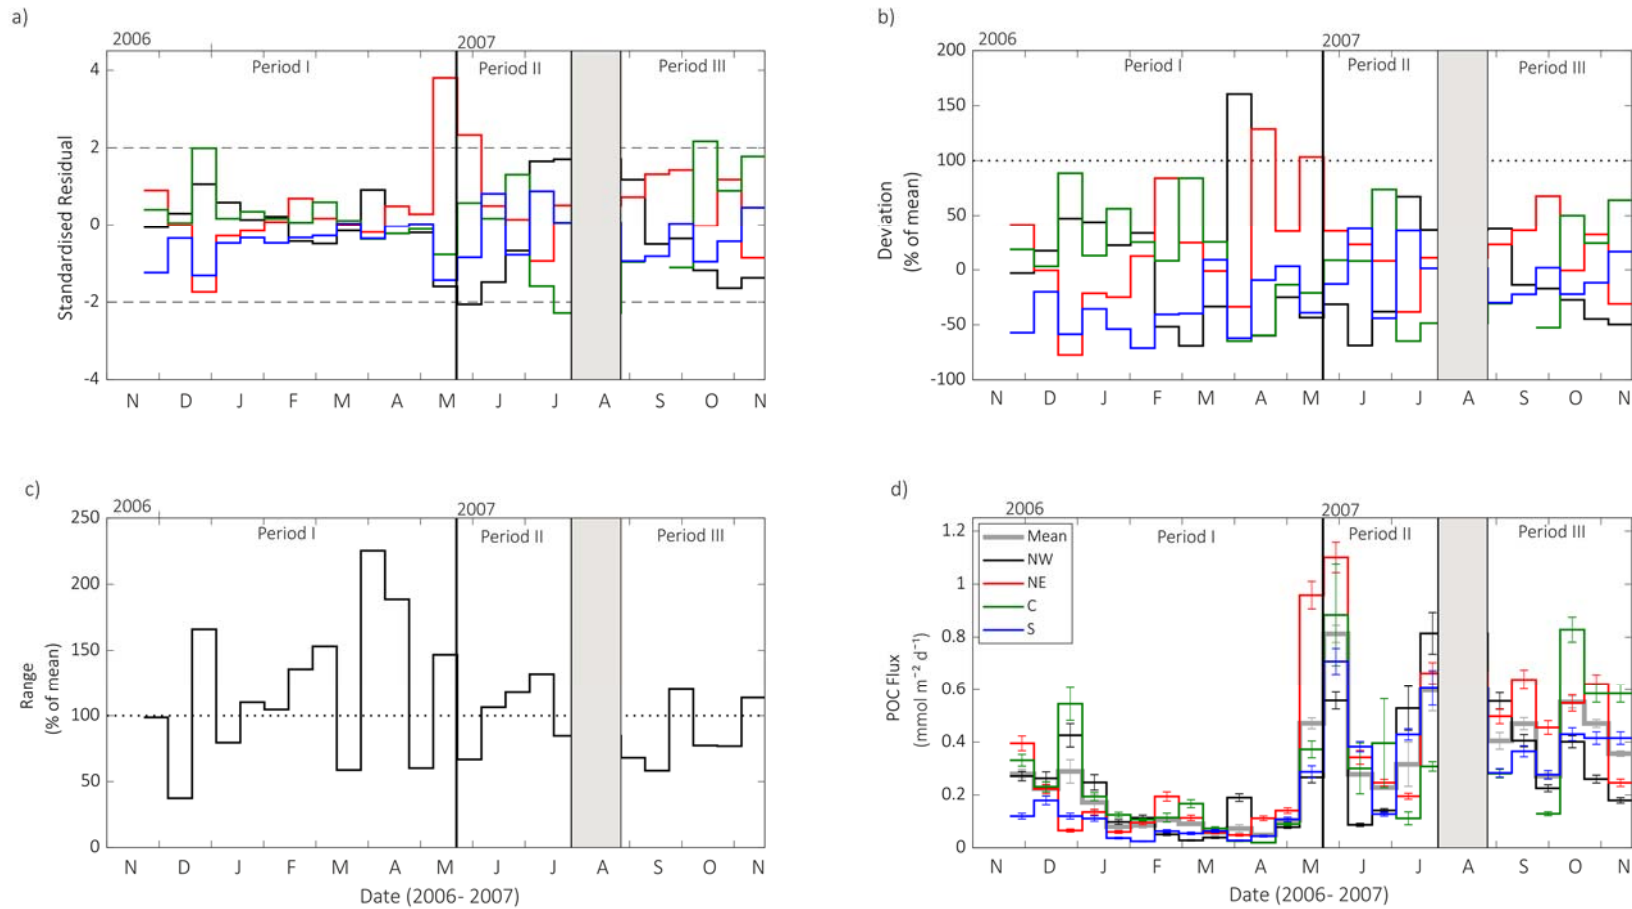 a)
2006
2007
Period I
Period II
Period III
Standardised Residual
4
2
0
-2
-4
N D J F M A M J J A S O N
b)
2006
2007
Period I
Period II
Period III
Deviation
(% of mean)
200
150
100
50
0
-50
-100
N D J F M A M J J A S O N
c)
2006
2007
Period I
Period II
Period III
Range
(% of mean)
250
200
150
100
50
0
N D J F M A M J J A S O N
Date (2006- 2007)
d)
2006
2007
Period I
Period II
Period III
Mean
NW
NE
C
S
POC Flux
(mmol m⁻² d⁻¹)
1.2
1
0.8
0.6
0.4
0.2
0
N D J F M A M J J A S O N
Date (2006- 2007)